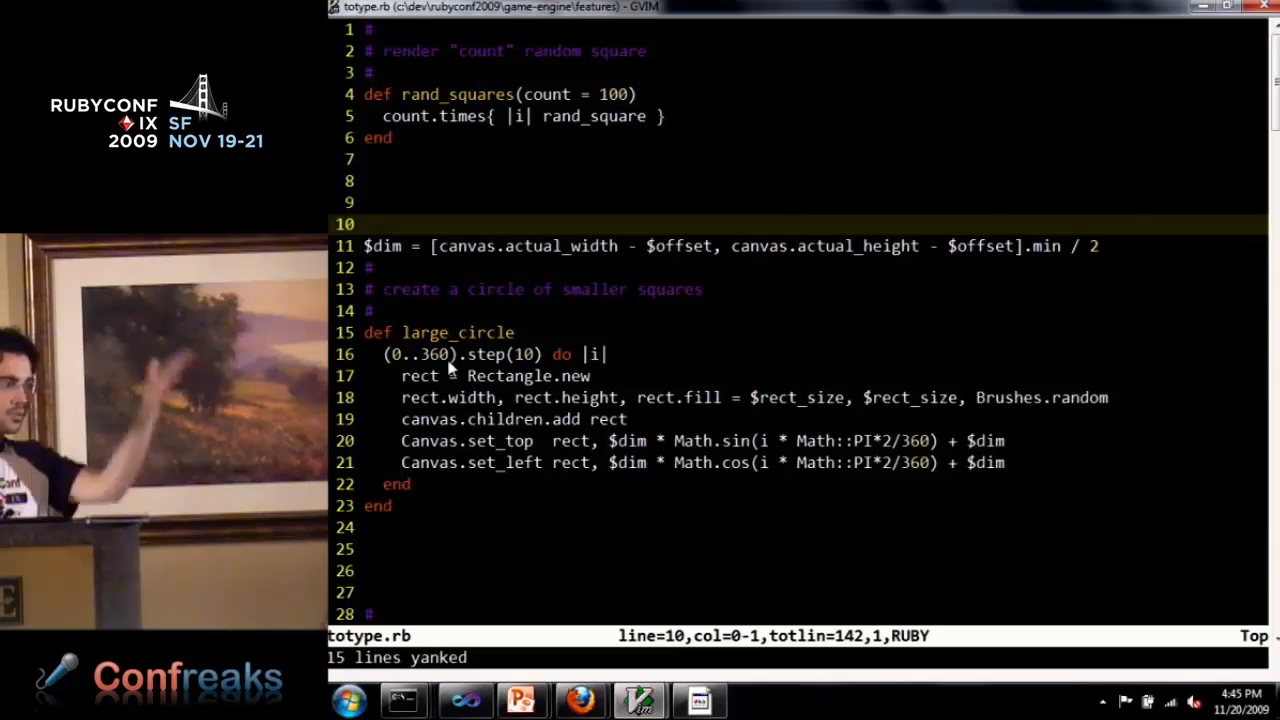 totype.rb (c:\dev\rubyconf2009\game-engine\features) - GVIM
RUBYCONF
IX SF
2009 NOV 19-21
1 #
2 # render "count" random square
3 #
4 def rand_squares(count = 100)
5 count.times{ |i| rand_square }
6 end
7
8
9
10
11 $dim = [canvas.actual_width - $offset, canvas.actual_height - $offset].min / 2
12 #
13 # create a circle of smaller squares
14 #
15 def large_circle
16 (0..360).step(10) do |i|
17 rect = Rectangle.new
18 rect.width, rect.height, rect.fill = $rect_size, $rect_size, Brushes.random
19 canvas.children.add rect
20 Canvas.set_top rect, $dim * Math.sin(i * Math::PI*2/360) + $dim
21 Canvas.set_left rect, $dim * Math.cos(i * Math::PI*2/360) + $dim
22 end
23 end
24
25
26
27
28 #
totype.rb line=10,col=0-1,totlin=142,1,RUBY Top
15 lines yanked
Confreaks
4:45 PM
11/20/2009